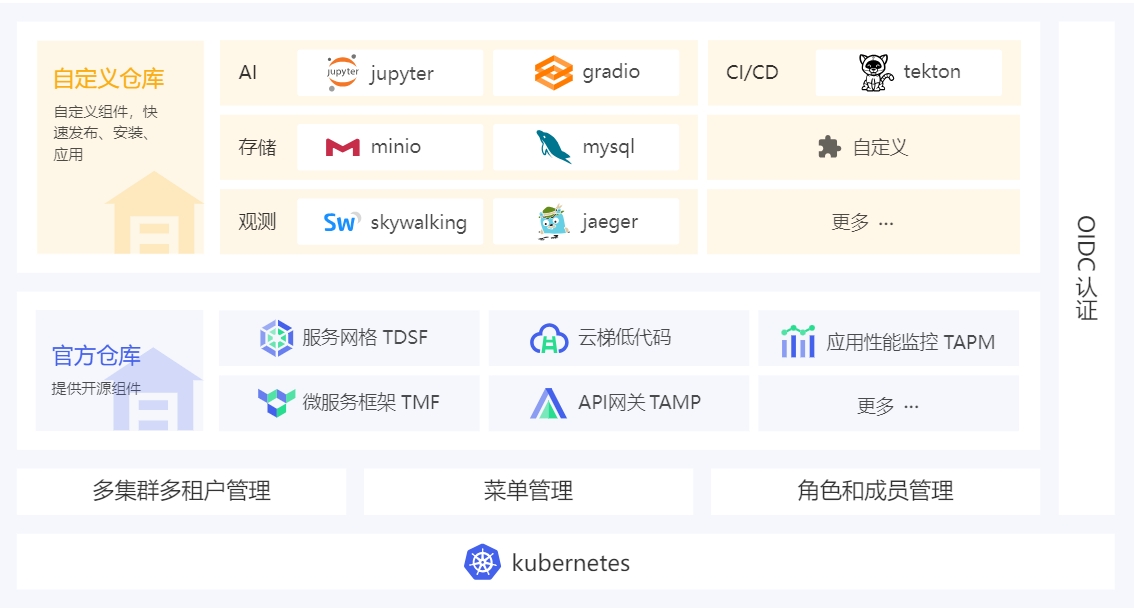 自定义仓库
自定义组件，快
速发布、安装、
应用
AI
jupyter
jupyter
gradio
CI/CD
tekton
存储
minio
mysql
自定义
观测
Sw
skywalking
jaeger
更多 ···
官方仓库
提供开源组件
服务网格 TDSF
云梯低代码
应用性能监控 TAPM
微服务框架 TMF
API网关 TAMP
更多 ···
多集群多租户管理
菜单管理
角色和成员管理
OIDC 认证
kubernetes